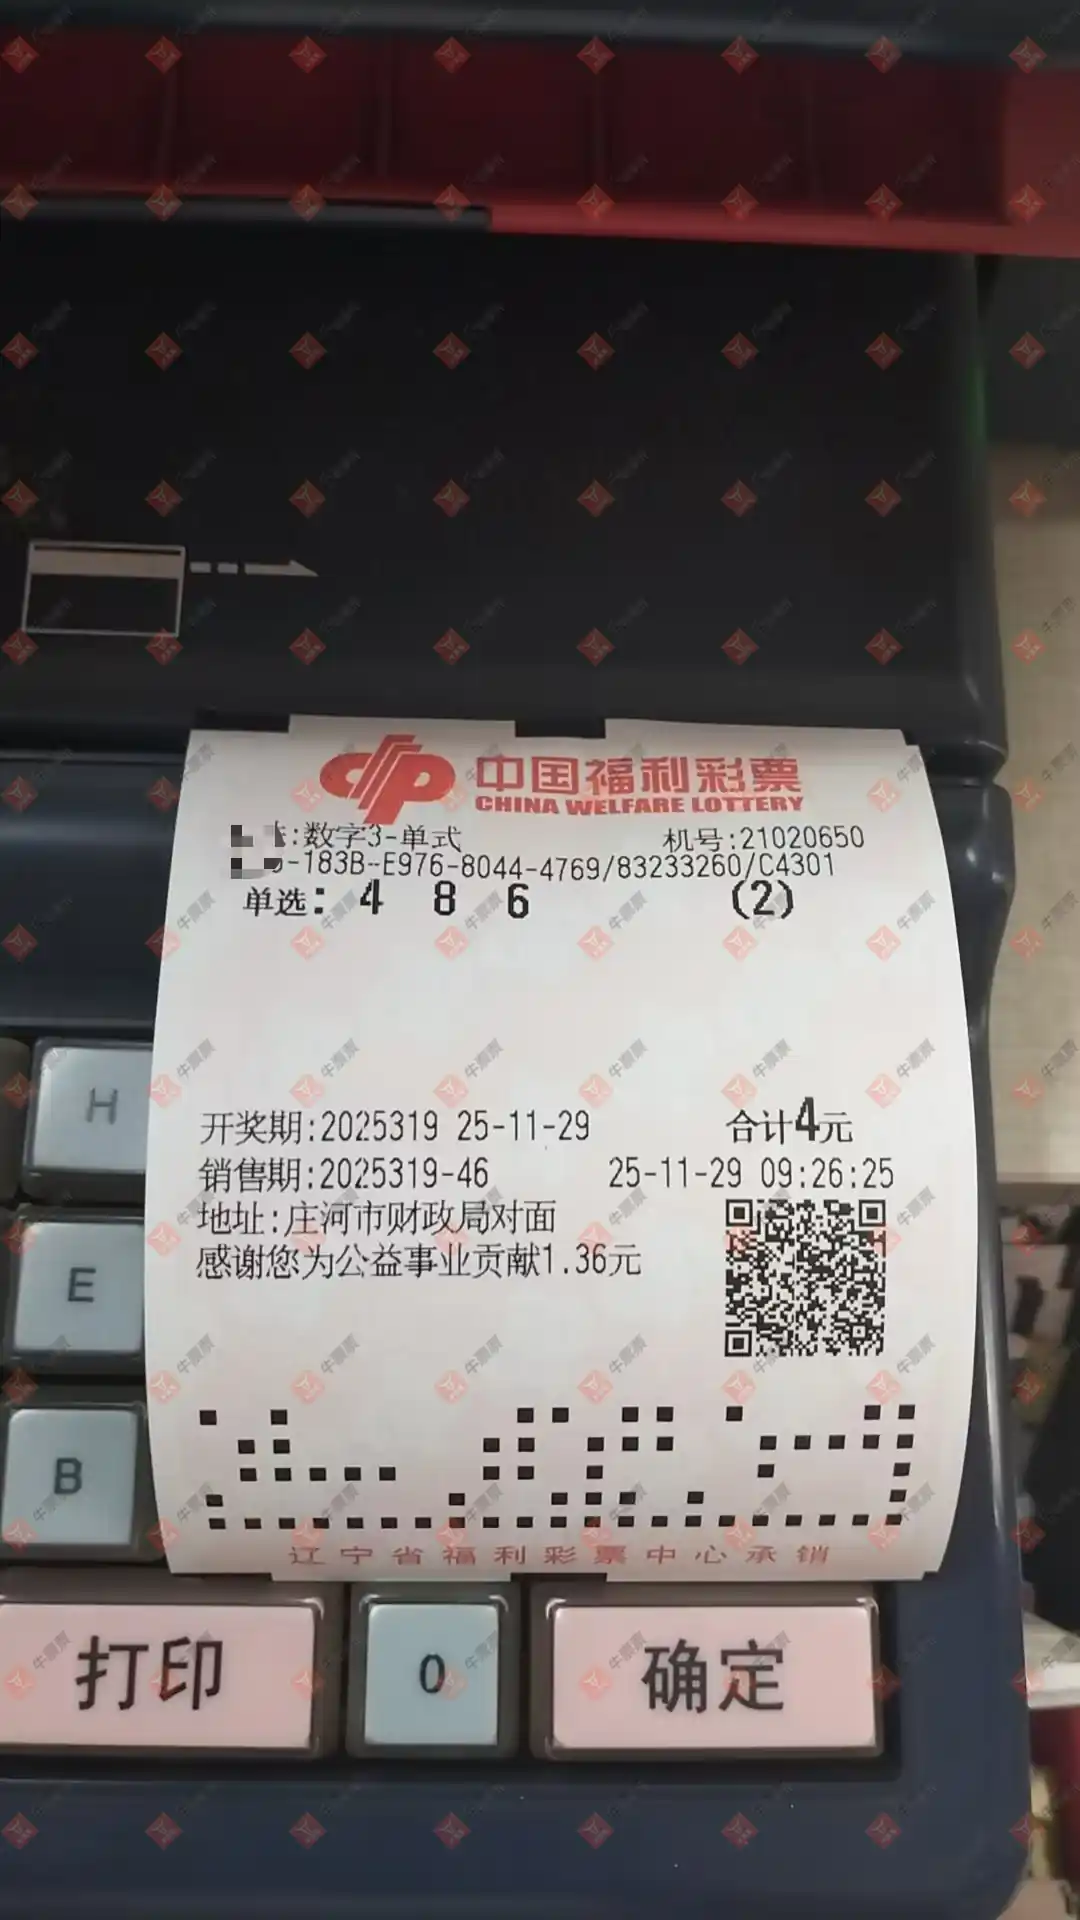 中国福利彩票
CHINA WELFARE LOTTERY
:数字3-单式 机号:21020650
-183B-E976-8044-4769/83233260/C4301
单选: 4 8 6 (2)
H
开奖期:2025319 25-11-29 合计4元
销售期:2025319-46 25-11-29 09:26:25
地址:庄河市财政局对面
感谢您为公益事业贡献1.36元
E
B
辽宁省福利彩票中心承销
打印 0 确定
牛票票